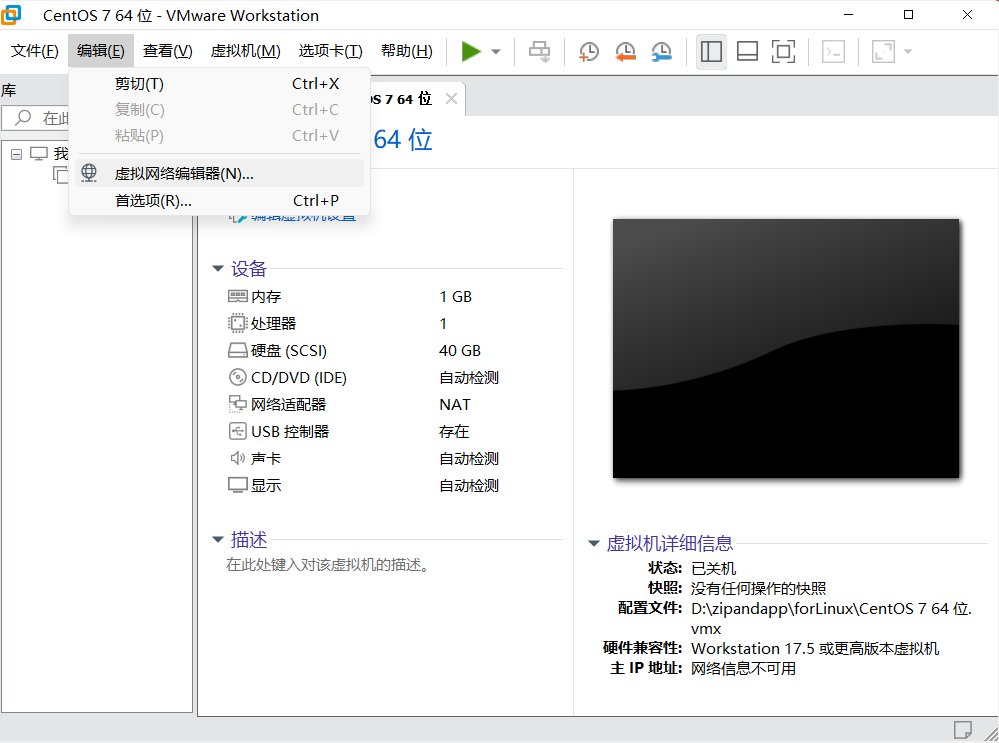 CentOS 7 64 位 - VMware Workstation
文件(F) 编辑(E) 查看(V) 虚拟机(M) 选项卡(T) 帮助(H)
库
剪切(T) Ctrl+X
复制(C) Ctrl+C
粘贴(P) Ctrl+V
虚拟网络编辑器(N)...
首选项(R)... Ctrl+P
在此
我
OS 7 64 位
64 位
编辑虚拟机设置
设备
内存 1 GB
处理器 1
硬盘 (SCSI) 40 GB
CD/DVD (IDE) 自动检测
网络适配器 NAT
USB 控制器 存在
声卡 自动检测
显示 自动检测
描述
在此处键入对该虚拟机的描述。
虚拟机详细信息
状态: 已关机
快照: 没有任何操作的快照
配置文件: D:\zipandapp\forLinux\CentOS 7 64 位.
vmx
硬件兼容性: Workstation 17.5 或更高版本虚拟机
主 IP 地址: 网络信息不可用